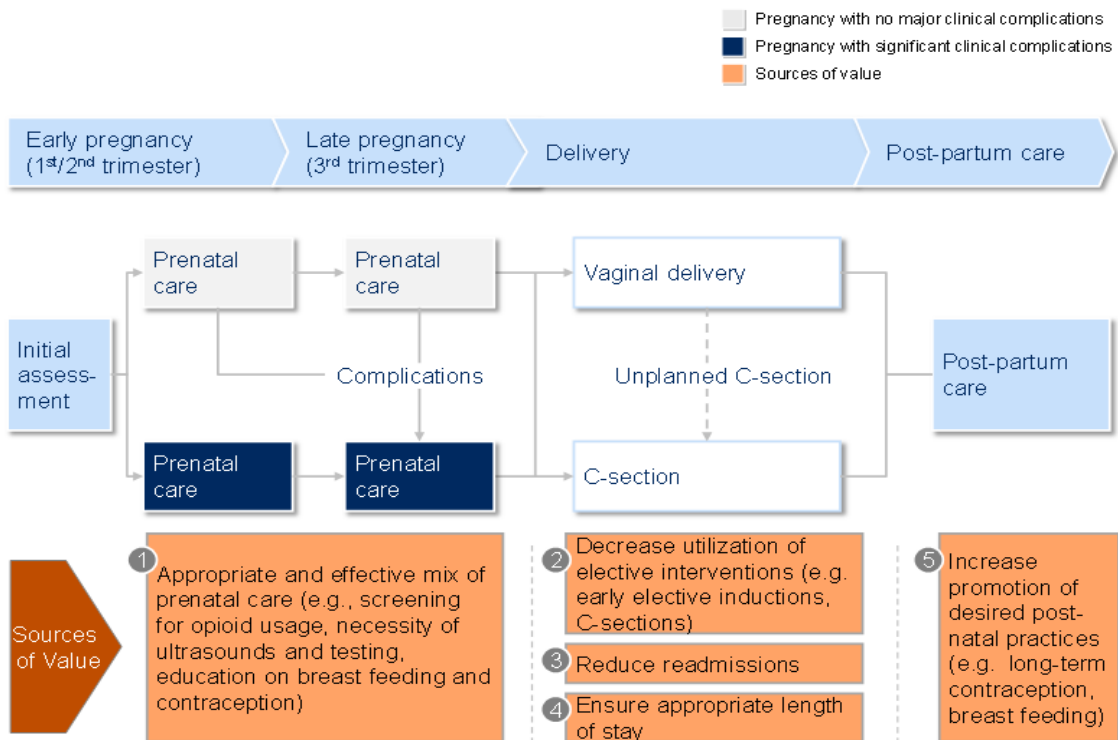 Pregnancy with no major clinical complications
Pregnancy with significant clinical complications
Sources of value
Early pregnancy
(1st/2nd trimester)
Late pregnancy
(3rd trimester)
Delivery
Post-partum care
Prenatal
care
Prenatal
care
Vaginal delivery
Initial
assess-
ment
Complications
Unplanned C-section
Post-partum
care
Prenatal
care
Prenatal
care
C-section
Sources
of Value
1
Appropriate and effective mix of
prenatal care (e.g., screening
for opioid usage, necessity of
ultrasounds and testing,
education on breast feeding and
contraception)
2
Decrease utilization of
elective interventions (e.g.
early elective inductions,
C-sections)
3
Reduce readmissions
4
Ensure appropriate length
of stay
5
Increase
promotion of
desired post-
natal practices
(e.g. long-term
contraception,
breast feeding)